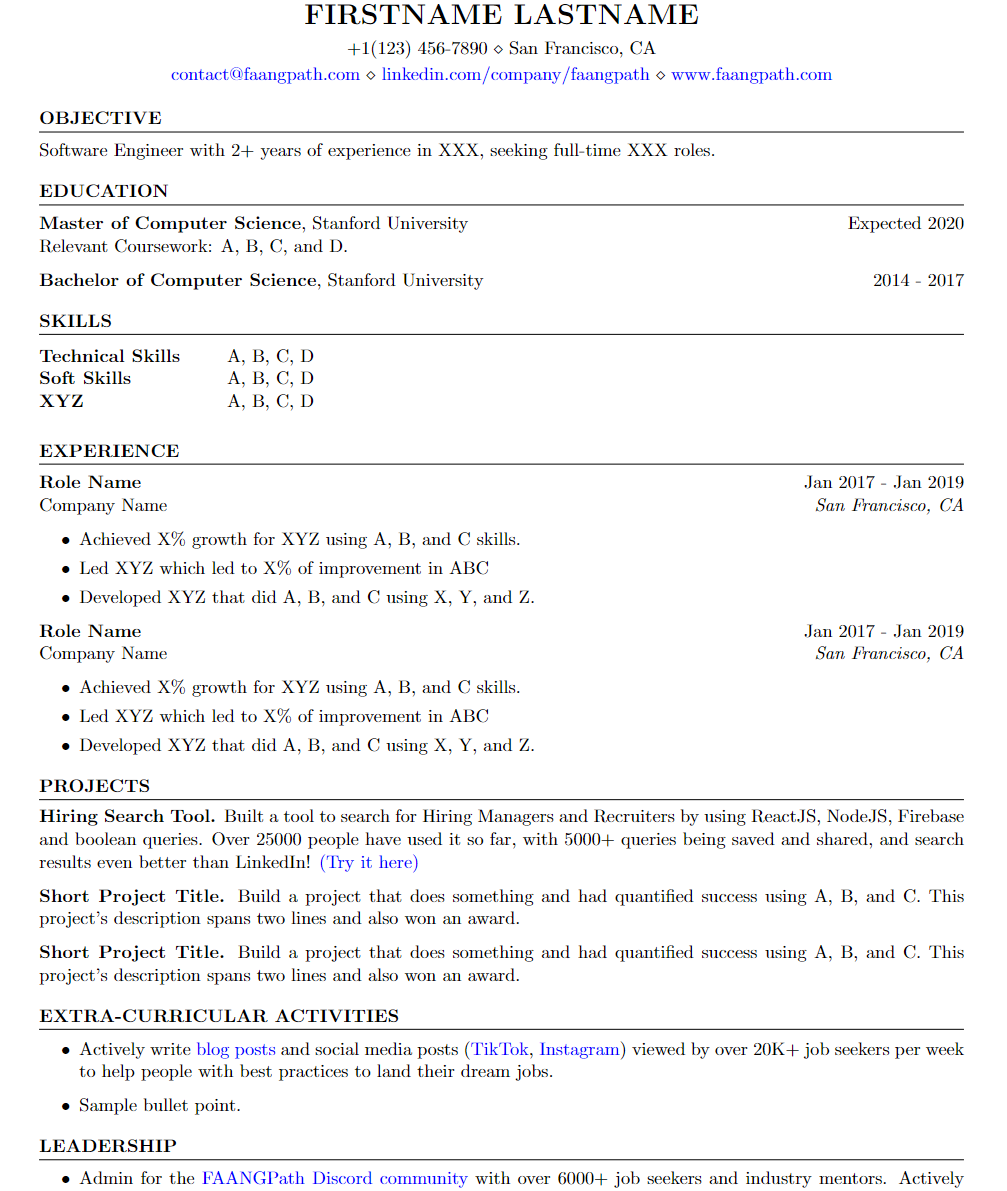 FIRSTNAME LASTNAME
+1(123) 456-7890 ⋄ San Francisco, CA
contact@faangpath.com ⋄ linkedin.com/company/faangpath ⋄ www.faangpath.com
OBJECTIVE
Software Engineer with 2+ years of experience in XXX, seeking full-time XXX roles.
EDUCATION
Master of Computer Science, Stanford University Expected 2020
Relevant Coursework: A, B, C, and D.
Bachelor of Computer Science, Stanford University 2014 - 2017
SKILLS
Technical Skills A, B, C, D
Soft Skills A, B, C, D
XYZ A, B, C, D
EXPERIENCE
Role Name Jan 2017 - Jan 2019
Company Name San Francisco, CA
• Achieved X% growth for XYZ using A, B, and C skills.
• Led XYZ which led to X% of improvement in ABC
• Developed XYZ that did A, B, and C using X, Y, and Z.
Role Name Jan 2017 - Jan 2019
Company Name San Francisco, CA
• Achieved X% growth for XYZ using A, B, and C skills.
• Led XYZ which led to X% of improvement in ABC
• Developed XYZ that did A, B, and C using X, Y, and Z.
PROJECTS
Hiring Search Tool. Built a tool to search for Hiring Managers and Recruiters by using ReactJS, NodeJS, Firebase
and boolean queries. Over 25000 people have used it so far, with 5000+ queries being saved and shared, and search
results even better than LinkedIn! (Try it here)
Short Project Title. Build a project that does something and had quantified success using A, B, and C. This
project's description spans two lines and also won an award.
Short Project Title. Build a project that does something and had quantified success using A, B, and C. This
project's description spans two lines and also won an award.
EXTRA-CURRICULAR ACTIVITIES
• Actively write blog posts and social media posts (TikTok, Instagram) viewed by over 20K+ job seekers per week
to help people with best practices to land their dream jobs.
• Sample bullet point.
LEADERSHIP
• Admin for the FAANGPath Discord community with over 6000+ job seekers and industry mentors. Actively